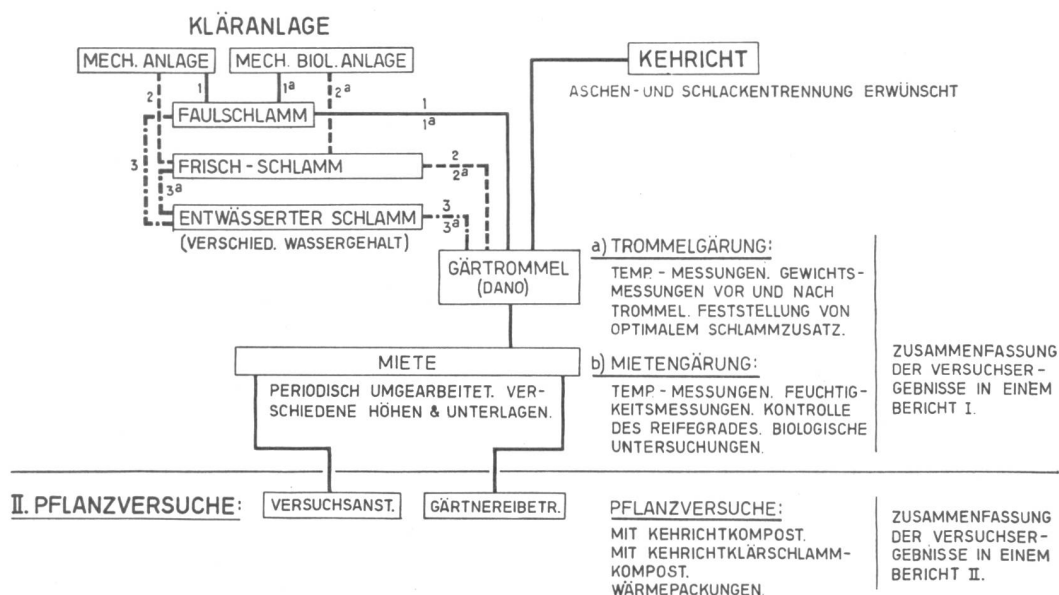 KLÄRANLAGE
MECH. ANLAGE
MECH. BIOL. ANLAGE
KEHRICHT
ASCHEN- UND SCHLACKENTRENNUNG ERWÜNSCHT
2
1
1a
2a
FAULSCHLAMM
1
1a
3
FRISCH-SCHLAMM
2
2a
3a
ENTWÄSSERTER SCHLAMM
3
3a
(VERSCHIED. WASSERGEHALT)
GÄRTROMMEL
(DANO)
a) TROMMELGÄRUNG:
TEMP.- MESSUNGEN. GEWICHTS-
MESSUNGEN VOR UND NACH
TROMMEL. FESTSTELLUNG VON
OPTIMALEM SCHLAMMZUSATZ.
MIETE
PERIODISCH UMGEARBEITET. VER-
SCHIEDENE HÖHEN & UNTERLAGEN.
b) MIETENGÄRUNG:
TEMP.- MESSUNGEN. FEUCHTIG-
KEITSMESSUNGEN. KONTROLLE
DES REIFEGRADES. BIOLOGISCHE
UNTERSUCHUNGEN.
ZUSAMMENFASSUNG
DER VERSUCHSER-
GEBNISSE IN EINEM
BERICHT I.
II. PFLANZVERSUCHE:
VERSUCHSANST.
GÄRTNEREIBETR.
PFLANZVERSUCHE:
MIT KEHRICHTKOMPOST.
MIT KEHRICHTKLÄRSCHLAMM-
KOMPOST.
WÄRMEPACKUNGEN.
ZUSAMMENFASSUNG
DER VERSUCHSER-
GEBNISSE IN EINEM
BERICHT II.